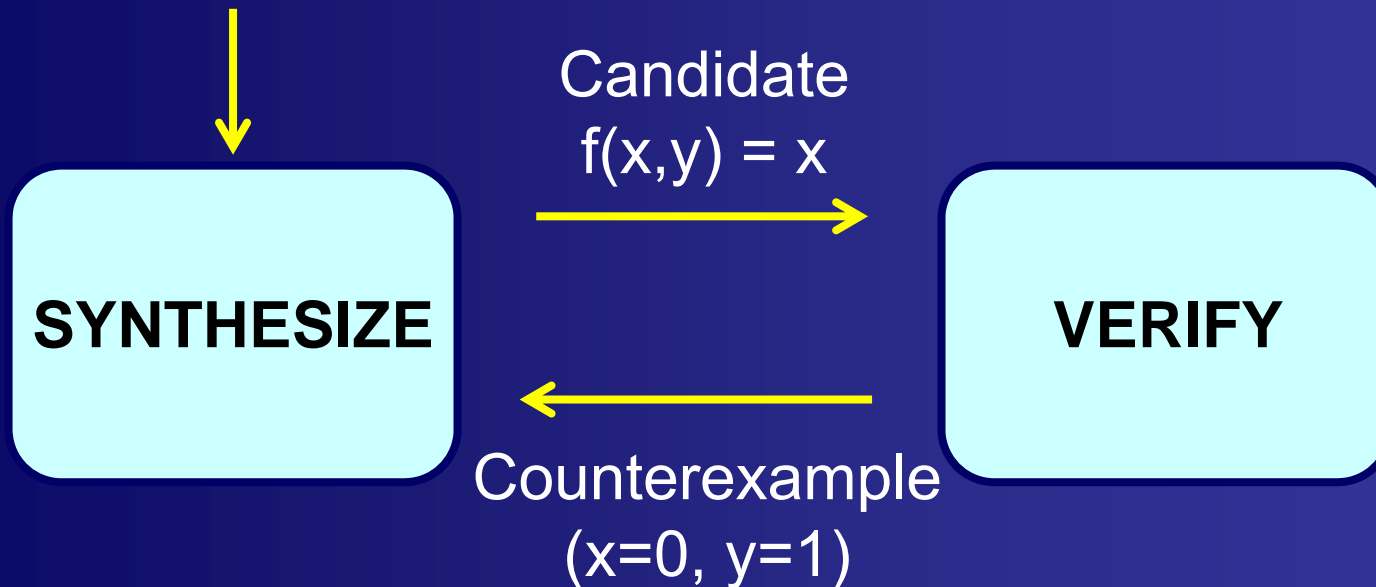 Candidate
f(x,y) = x
SYNTHESIZE
VERIFY
Counterexample
(x=0, y=1)